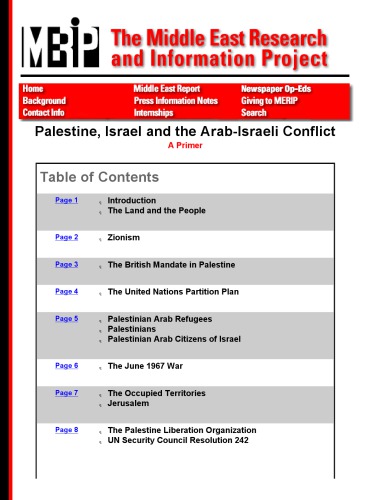 MERIP
The Middle East Research
and Information Project
Home Middle East Report Newspaper Op-Eds
Background Press Information Notes Giving to MERIP
Contact Info Internships Search
Palestine, Israel and the Arab-Israeli Conflict
A Primer
Table of Contents
Page 1 Introduction
The Land and the People
Page 2 Zionism
Page 3 The British Mandate in Palestine
Page 4 The United Nations Partition Plan
Page 5 Palestinian Arab Refugees
Palestinians
Palestinian Arab Citizens of Israel
Page 6 The June 1967 War
Page 7 The Occupied Territories
Jerusalem
Page 8 The Palestine Liberation Organization
UN Security Council Resolution 242